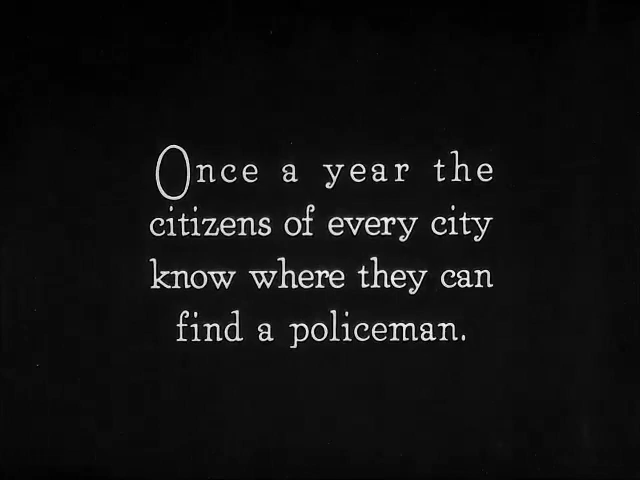 Once a year the
citizens of every city
know where they can
find a policeman.